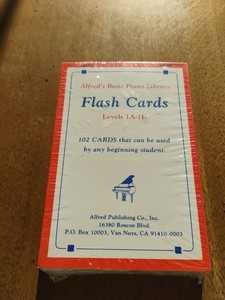 Alfred's Basic Piano Library
Flash Cards
Levels 1A-1B
102 CARDS that can be used
by any beginning student.
Alfred Publishing Co., Inc.
16380 Roscoe Blvd.
P.O. Box 10003, Van Nuys, CA 91410-0003